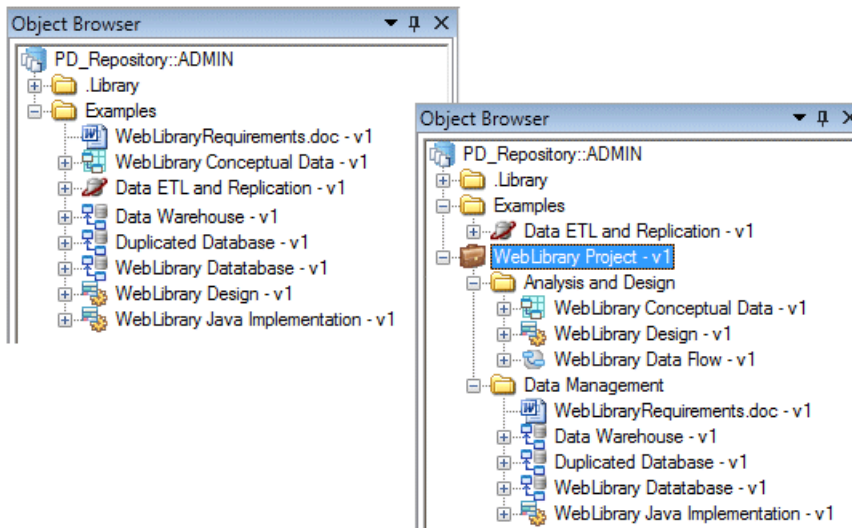 Object Browser
PD_Repository::ADMIN
.Library
Examples
WebLibraryRequirements.doc - v1
WebLibrary Conceptual Data - v1
Data ETL and Replication - v1
Data Warehouse - v1
Duplicated Database - v1
WebLibrary Datatabase - v1
WebLibrary Design - v1
WebLibrary Java Implementation - v1
Object Browser
PD_Repository::ADMIN
.Library
Examples
Data ETL and Replication - v1
WebLibrary Project - v1
Analysis and Design
WebLibrary Conceptual Data - v1
WebLibrary Design - v1
WebLibrary Data Flow - v1
Data Management
WebLibraryRequirements.doc - v1
Data Warehouse - v1
Duplicated Database - v1
WebLibrary Datatabase - v1
WebLibrary Java Implementation - v1